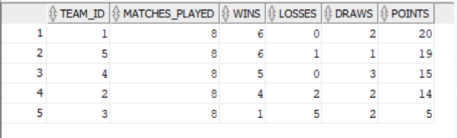 TEAM_ID MATCHES_PLAYED WINS LOSSES DRAWS POINTS
1 1 8 6 0 2 20
2 5 8 6 1 1 19
3 4 8 5 0 3 15
4 2 8 4 2 2 14
5 3 8 1 5 2 5